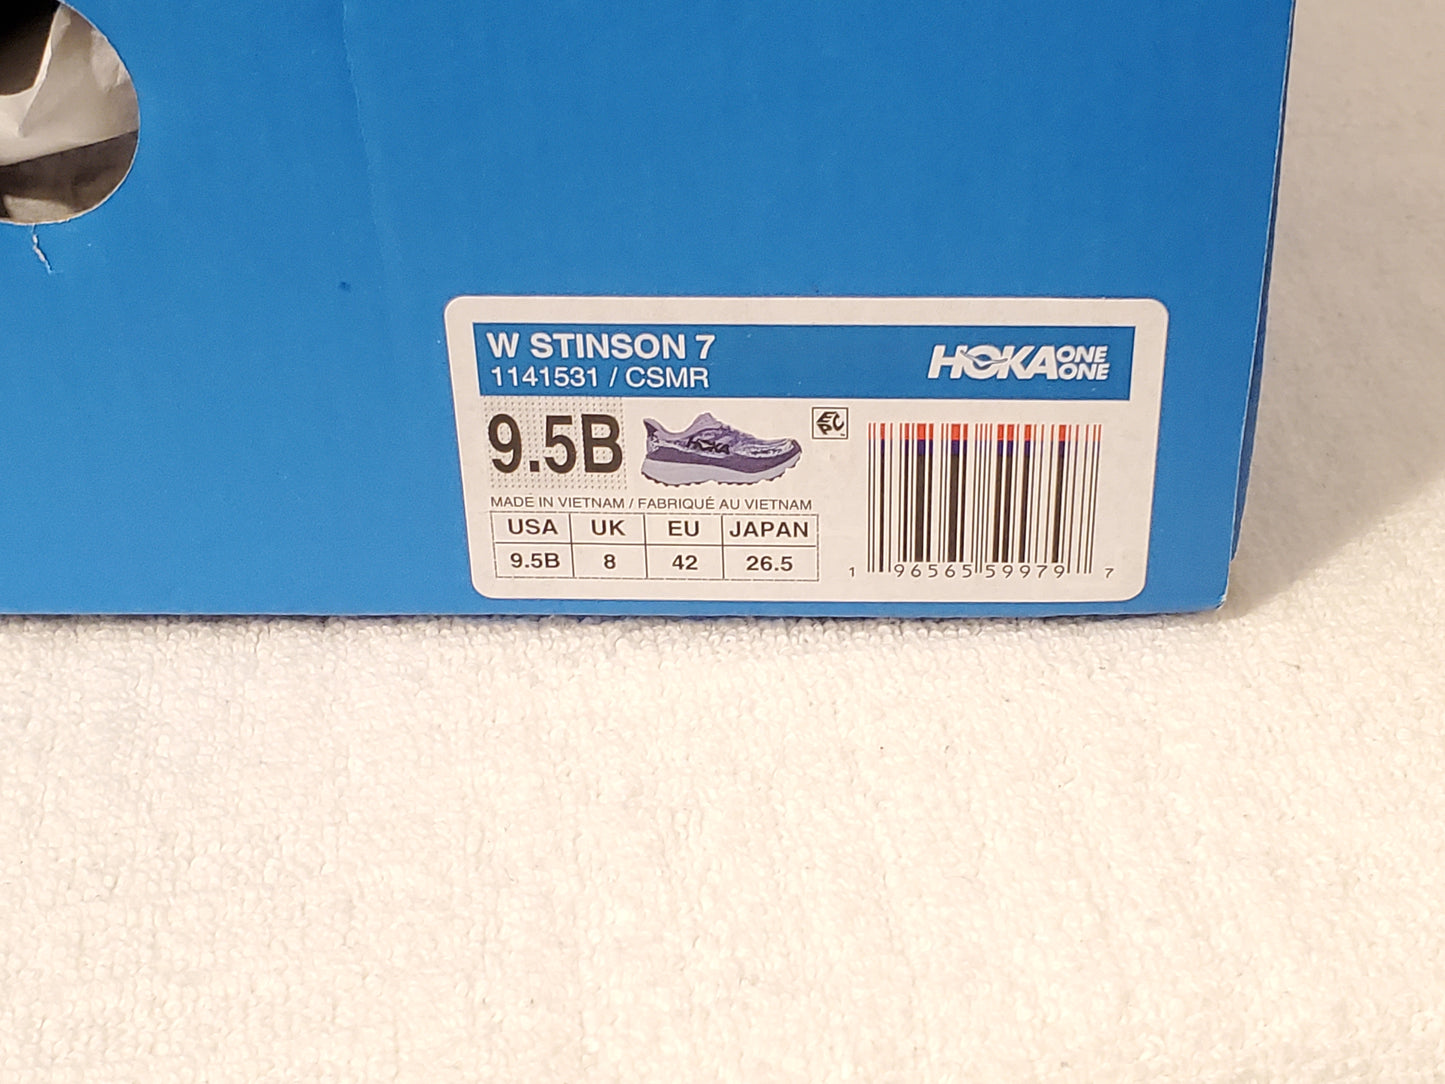 W STINSON 7
1141531 / CSMR
HOKA ONE ONE
9.5B
HOKA
MADE IN VIETNAM / FABRIQUÉ AU VIETNAM
USA UK EU JAPAN
9.5B 8 42 26.5
1 96565 59979 7